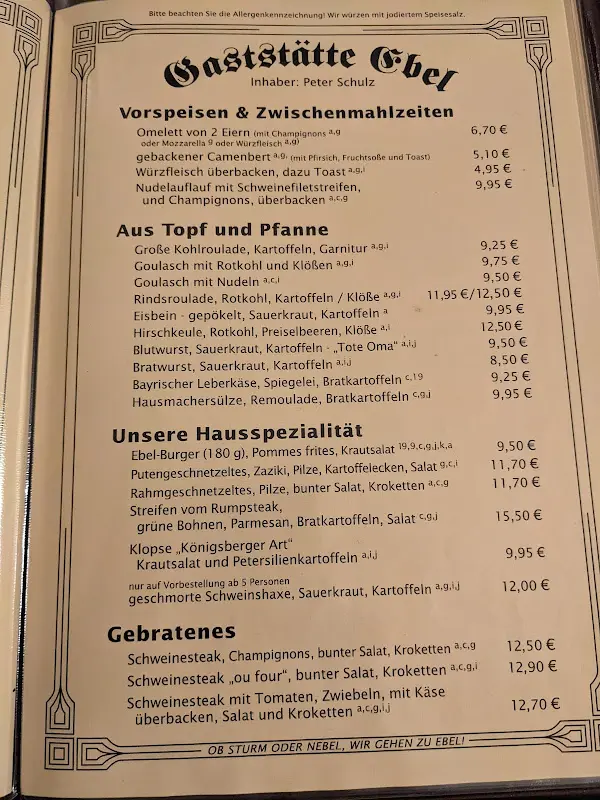 Bitte beachten Sie die Allergenkennzeichnung! Wir würzen mit jodiertem Speisesalz.
Gaststätte Ebel
Inhaber: Peter Schulz
Vorspeisen & Zwischenmahlzeiten
Omelett von 2 Eiern (mit Champignons a,g 6,70 €
oder Mozzarella g oder Würzfleisch a,g)
gebackener Camenbert a,g, (mit Pfirsich, Fruchtsoße und Toast) 5,10 €
Würzfleisch überbacken, dazu Toast a,g,i 4,95 €
Nudelauflauf mit Schweinefiletstreifen, 9,95 €
und Champignons, überbacken a,c,g
Aus Topf und Pfanne
Große Kohlroulade, Kartoffeln, Garnitur a,g,i 9,25 €
Goulasch mit Rotkohl und Klößen a,g,i 9,75 €
Goulasch mit Nudeln a,c,i 9,50 €
Rindsroulade, Rotkohl, Kartoffeln / Klöße a,g,i 11,95 €/12,50 €
Eisbein - gepökelt, Sauerkraut, Kartoffeln a 9,95 €
Hirschkeule, Rotkohl, Preiselbeeren, Klöße a,i 12,50 €
Blutwurst, Sauerkraut, Kartoffeln - „Tote Oma“ a,i,j 9,50 €
Bratwurst, Sauerkraut, Kartoffeln a,i,j 8,50 €
Bayrischer Leberkäse, Spiegelei, Bratkartoffeln c,19 9,25 €
Hausmachersülze, Remoulade, Bratkartoffeln c,g,j 9,95 €
Unsere Hausspezialität
Ebel-Burger (180 g), Pommes frites, Krautsalat 19,9,c,g,j,k,a 9,50 €
Putengeschnetzeltes, Zaziki, Pilze, Kartoffelecken, Salat g,c,i 11,70 €
Rahmgeschnetzeltes, Pilze, bunter Salat, Kroketten a,c,g 11,70 €
Streifen vom Rumpsteak,
grüne Bohnen, Parmesan, Bratkartoffeln, Salat c,g,j 15,50 €
Klopse „Königsberger Art“
Krautsalat und Petersilienkartoffeln a,i,j 9,95 €
nur auf Vorbestellung ab 5 Personen
geschmorte Schweinshaxe, Sauerkraut, Kartoffeln a,g,i,j 12,00 €
Gebratenes
Schweinesteak, Champignons, bunter Salat, Kroketten a,c,g 12,50 €
Schweinesteak „ou four“, bunter Salat, Kroketten a,c,g,i 12,90 €
Schweinesteak mit Tomaten, Zwiebeln, mit Käse
überbacken, Salat und Kroketten a,c,g,i,j 12,70 €
OB STURM ODER NEBEL, WIR GEHEN ZU EBEL!